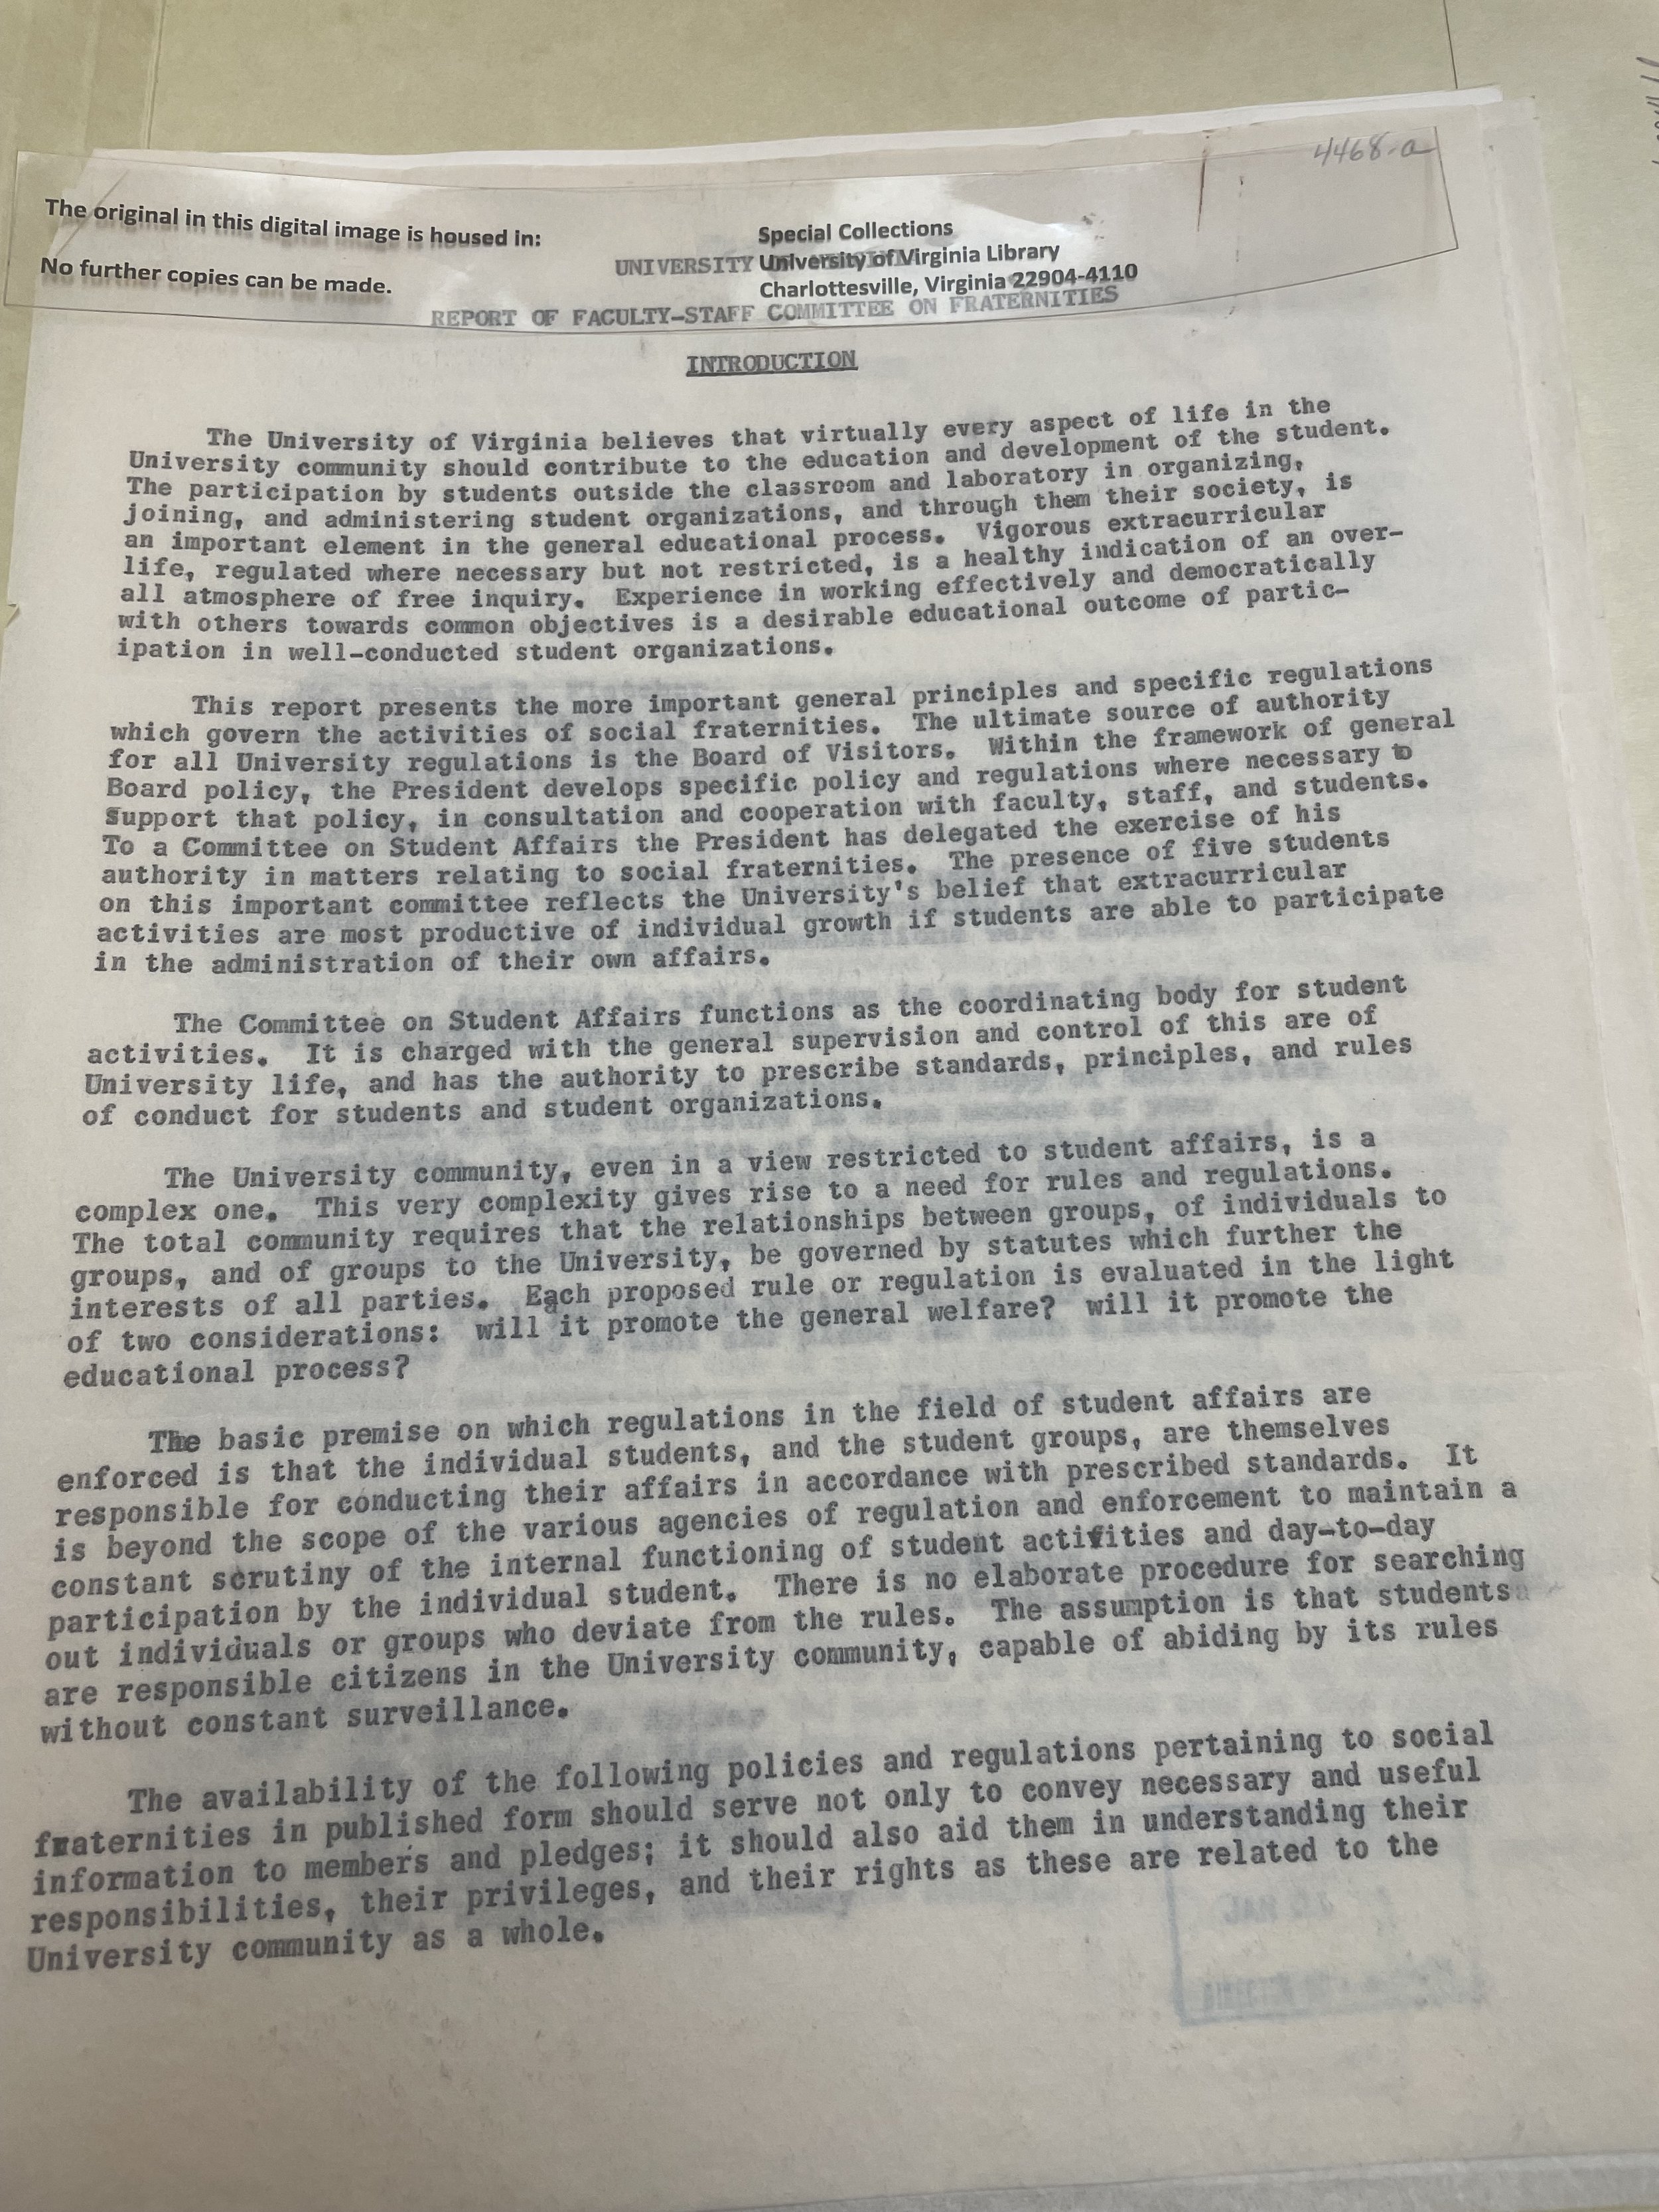 4468-a
The original in this digital image is housed in:
No further copies can be made.
Special Collections
University of Virginia Library
Charlottesville, Virginia 22904-4110
UNIVERSITY
REPORT OF FACULTY-STAFF COMMITTEE ON FRATERNITIES
INTRODUCTION
The University of Virginia believes that virtually every aspect of life in the
University community should contribute to the education and development of the student.
The participation by students outside the classroom and laboratory in organizing,
joining, and administering student organizations, and through them their society, is
an important element in the general educational process. Vigorous extracurricular
life, regulated where necessary but not restricted, is a healthy indication of an over-
all atmosphere of free inquiry. Experience in working effectively and democratically
with others towards common objectives is a desirable educational outcome of partic-
ipation in well-conducted student organizations.
This report presents the more important general principles and specific regulations
which govern the activities of social fraternities. The ultimate source of authority
for all University regulations is the Board of Visitors. Within the framework of general
Board policy, the President develops specific policy and regulations where necessary to
support that policy, in consultation and cooperation with faculty, staff, and students.
To a Committee on Student Affairs the President has delegated the exercise of his
authority in matters relating to social fraternities. The presence of five students
on this important committee reflects the University's belief that extracurricular
activities are most productive of individual growth if students are able to participate
in the administration of their own affairs.
The Committee on Student Affairs functions as the coordinating body for student
activities. It is charged with the general supervision and control of this are of
University life, and has the authority to prescribe standards, principles, and rules
of conduct for students and student organizations.
The University community, even in a view restricted to student affairs, is a
complex one. This very complexity gives rise to a need for rules and regulations.
The total community requires that the relationships between groups, of individuals to
groups, and of groups to the University, be governed by statutes which further the
interests of all parties. Each proposed rule or regulation is evaluated in the light
of two considerations: will it promote the general welfare? will it promote the
educational process?
The basic premise on which regulations in the field of student affairs are
enforced is that the individual students, and the student groups, are themselves
responsible for conducting their affairs in accordance with prescribed standards. It
is beyond the scope of the various agencies of regulation and enforcement to maintain a
constant scrutiny of the internal functioning of student activities and day-to-day
participation by the individual student. There is no elaborate procedure for searching
out individuals or groups who deviate from the rules. The assumption is that students
are responsible citizens in the University community, capable of abiding by its rules
without constant surveillance.
The availability of the following policies and regulations pertaining to social
fraternities in published form should serve not only to convey necessary and useful
information to members and pledges; it should also aid them in understanding their
responsibilities, their privileges, and their rights as these are related to the
University community as a whole.